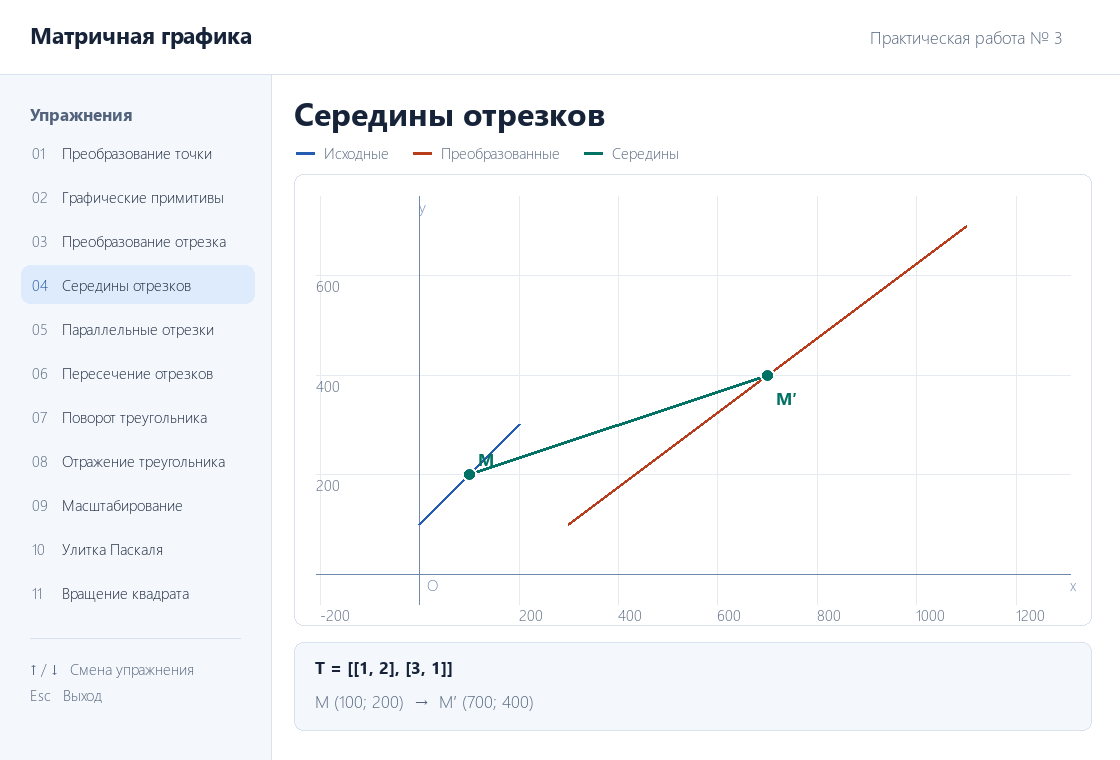 Матричная графика
Практическая работа № 3
Упражнения
01 Преобразование точки
02 Графические примитивы
03 Преобразование отрезка
04 Середины отрезков
05 Параллельные отрезки
06 Пересечение отрезков
07 Поворот треугольника
08 Отражение треугольника
09 Масштабирование
10 Улитка Паскаля
11 Вращение квадрата
↑ / ↓ Смена упражнения
Esc Выход
Середины отрезков
Исходные Преобразованные Середины
y
600
400
M′
M
200
O x
-200 200 400 600 800 1000 1200
T = [[1, 2], [3, 1]]
M (100; 200) → M′ (700; 400)